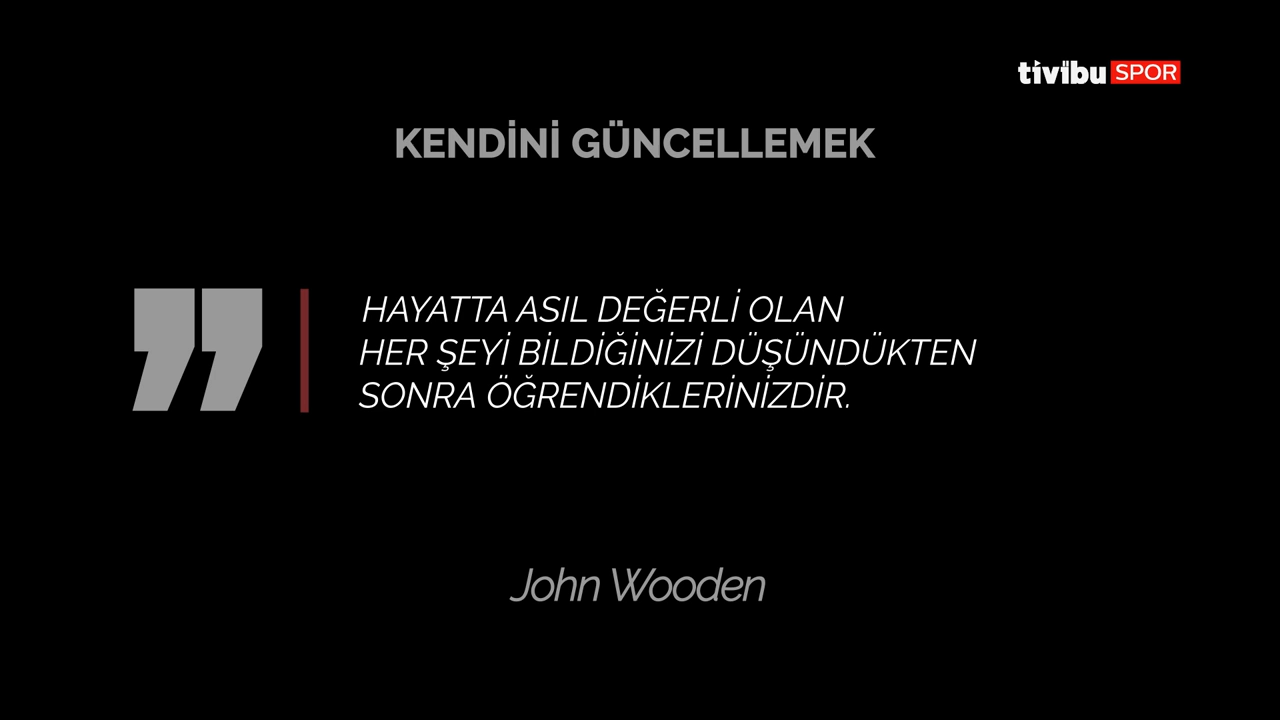 tivibu SPOR
KENDİNİ GÜNCELLEMEK
HAYATTA ASIL DEĞERLİ OLAN
HER ŞEYİ BİLDİĞİNİZİ DÜŞÜNDÜKTEN
SONRA ÖĞRENDİKLERİNİZDİR.
John Wooden